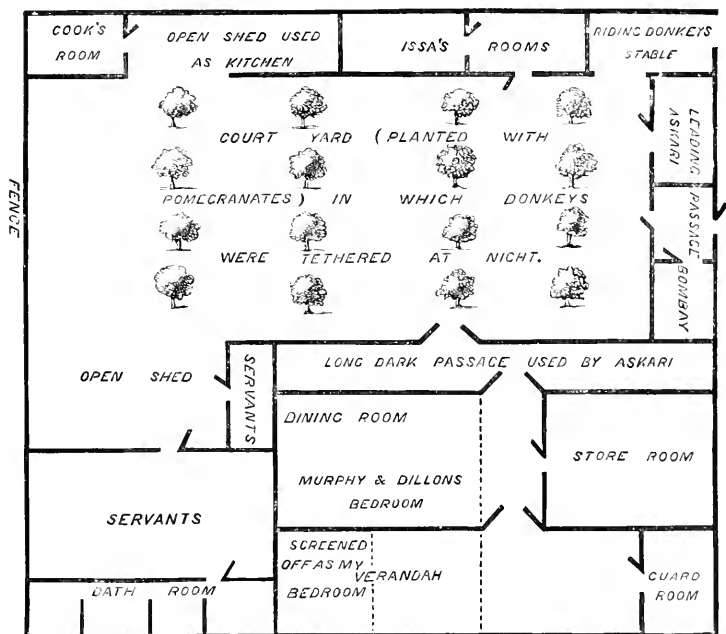 COOK'S
ROOM
OPEN SHED USED
AS KITCHEN
ISSA'S ROOMS
RIDING DONKEYS
STABLE
COURT YARD (PLANTED WITH
POMEGRANATES) IN WHICH DONKEYS
WERE TETHERED AT NIGHT.
FENCE
LEADING
ASKARI
PASSAGE
BOMBAY
OPEN SHED
SERVANTS
LONG DARK PASSAGE USED BY ASKARI
DINING ROOM
MURPHY & DILLONS
BEDROOM
STORE ROOM
SERVANTS
SCREENED
OFF AS MY
BEDROOM
VERANDAH
GUARD
ROOM
BATH ROOM